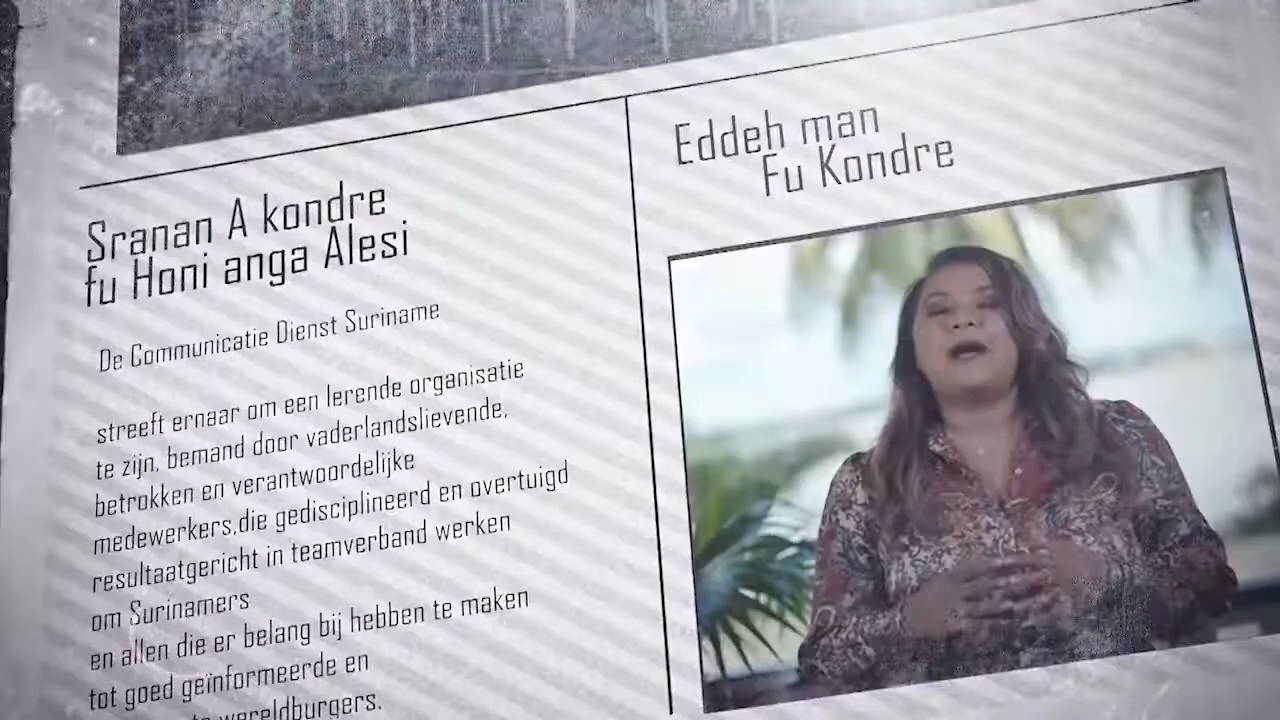 Sranan A kondre
fu Honi anga Alesi
De Communicatie Dienst Suriname
streeft ernaar om een lerende organisatie
te zijn, bemand door vaderlandslievende,
betrokken en verantwoordelijke
medewerkers,die gedisciplineerd en overtuigd
resultaatgericht in teamverband werken
om Surinamers
en allen die er belang bij hebben te maken
tot goed geïnformeerde en
wereldburgers.
Eddeh man
Fu Kondre